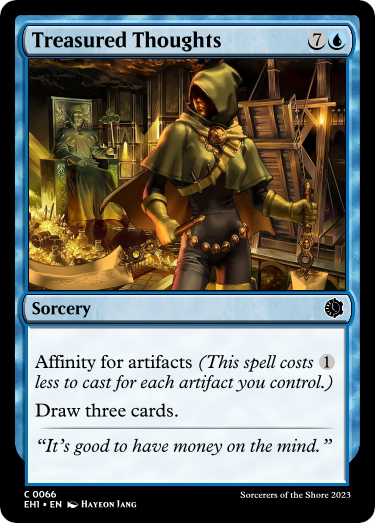 Treasured Thoughts 7
Sorcery
Affinity for artifacts (This spell costs 1
less to cast for each artifact you control.)
Draw three cards.
“It’s good to have money on the mind.”
C 0066
EH1 • EN Hayeon Jang
Sorcerers of the Shore 2023